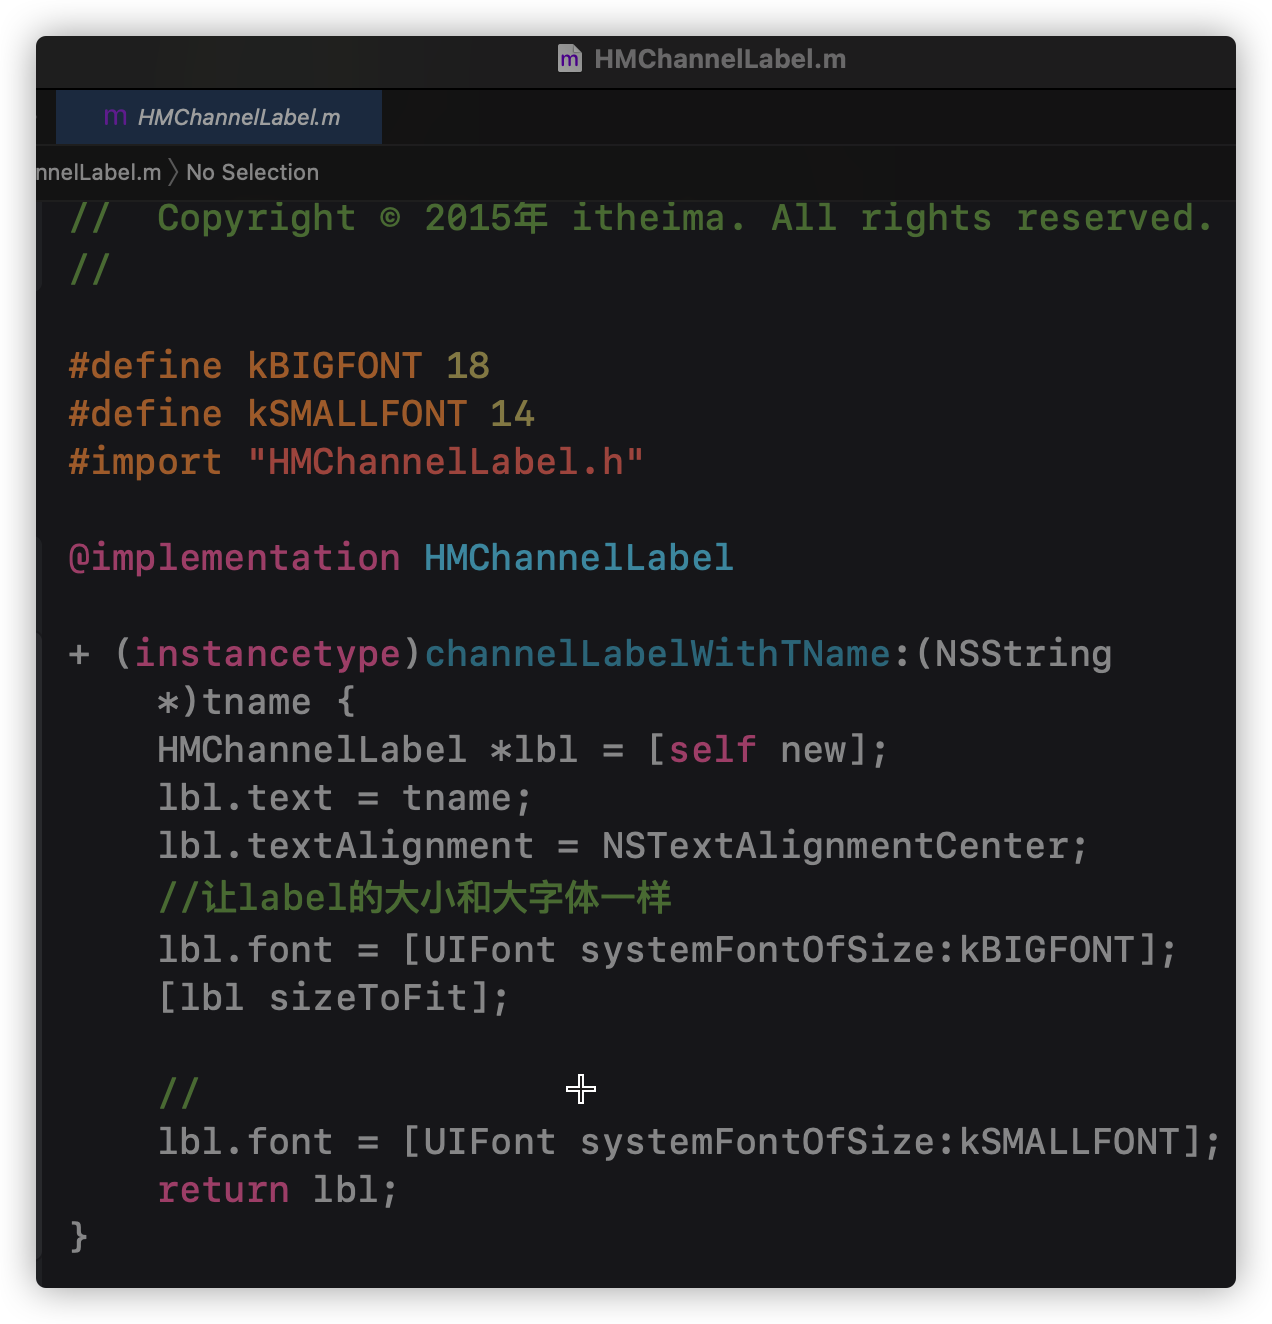 HMChannelLabel.m
HMChannelLabel.m
nnelLabel.m 〉 No Selection
//  Copyright © 2015年 itheima. All rights reserved.
//
#define kBIGFONT 18
#define kSMALLFONT 14
#import "HMChannelLabel.h"
@implementation HMChannelLabel
+ (instancetype)channelLabelWithTName:(NSString
*)tname {
HMChannelLabel *lbl = [self new];
lbl.text = tname;
lbl.textAlignment = NSTextAlignmentCenter;
//让label的大小和大字体一样
lbl.font = [UIFont systemFontOfSize:kBIGFONT];
[lbl sizeToFit];
//
lbl.font = [UIFont systemFontOfSize:kSMALLFONT];
return lbl;
}